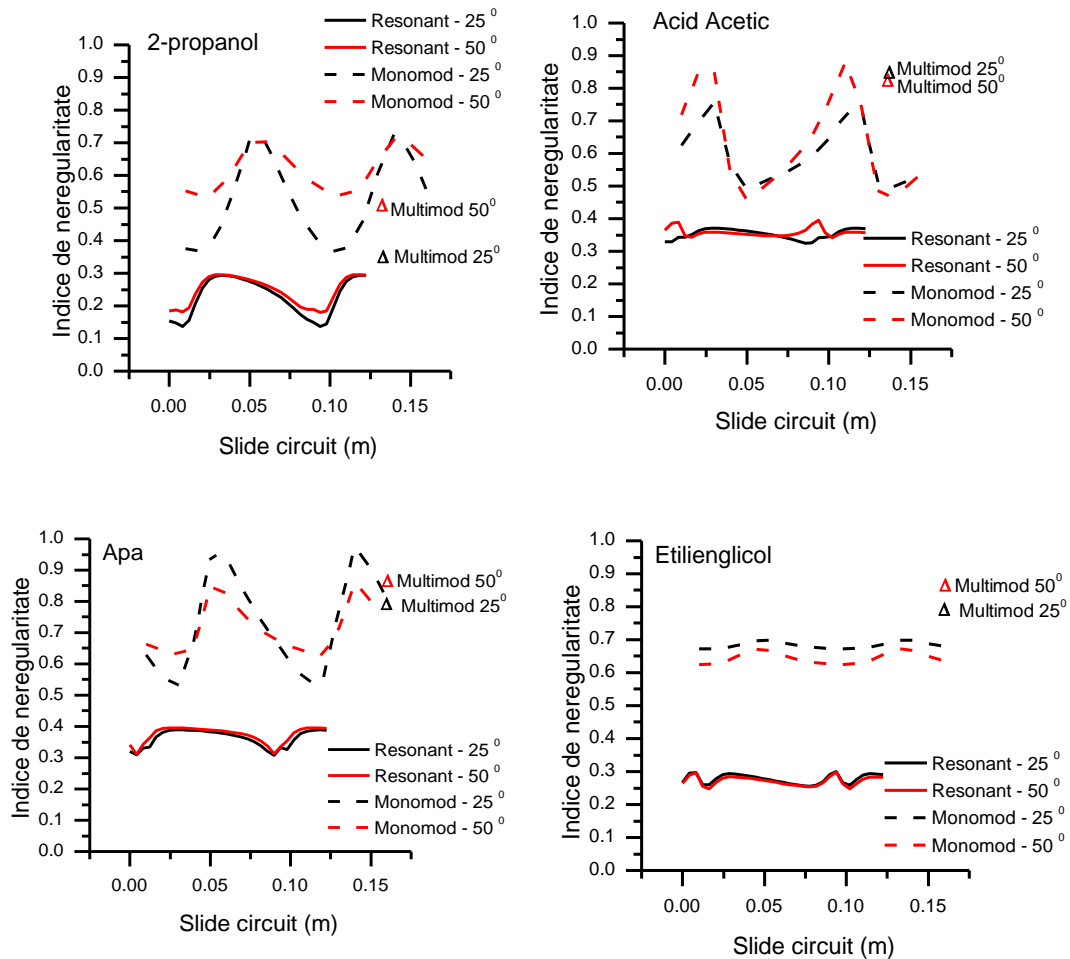 2-propanol
Resonant - 25 0
Resonant - 50 0
Monomod - 25 0
Monomod - 50 0
Indice de neregularitate
1.0
0.9
0.8
0.7
0.6
0.5
0.4
0.3
0.2
0.1
0.0
Multimod 50 0
Multimod 25 0
0.00 0.05 0.10 0.15
Slide circuit (m)
Acid Acetic
Indice de neregularitate
1.0
0.9
0.8
0.7
0.6
0.5
0.4
0.3
0.2
0.1
0.0
Multimod 25 0
Multimod 50 0
Resonant - 25 0
Resonant - 50 0
Monomod - 25 0
Monomod - 50 0
0.00 0.05 0.10 0.15
Slide circuit (m)
Apa
Indice de neregularitate
1.0
0.9
0.8
0.7
0.6
0.5
0.4
0.3
0.2
0.1
0.0
Multimod 50 0
Multimod 25 0
Resonant - 25 0
Resonant - 50 0
Monomod - 25 0
Monomod - 50 0
0.00 0.05 0.10 0.15
Slide circuit (m)
Etilienglicol
Indice de neregularitate
1.0
0.9
0.8
0.7
0.6
0.5
0.4
0.3
0.2
0.1
0.0
Multimod 50 0
Multimod 25 0
Resonant - 25 0
Resonant - 50 0
Monomod - 25 0
Monomod - 50 0
0.00 0.05 0.10 0.15
Slide circuit (m)